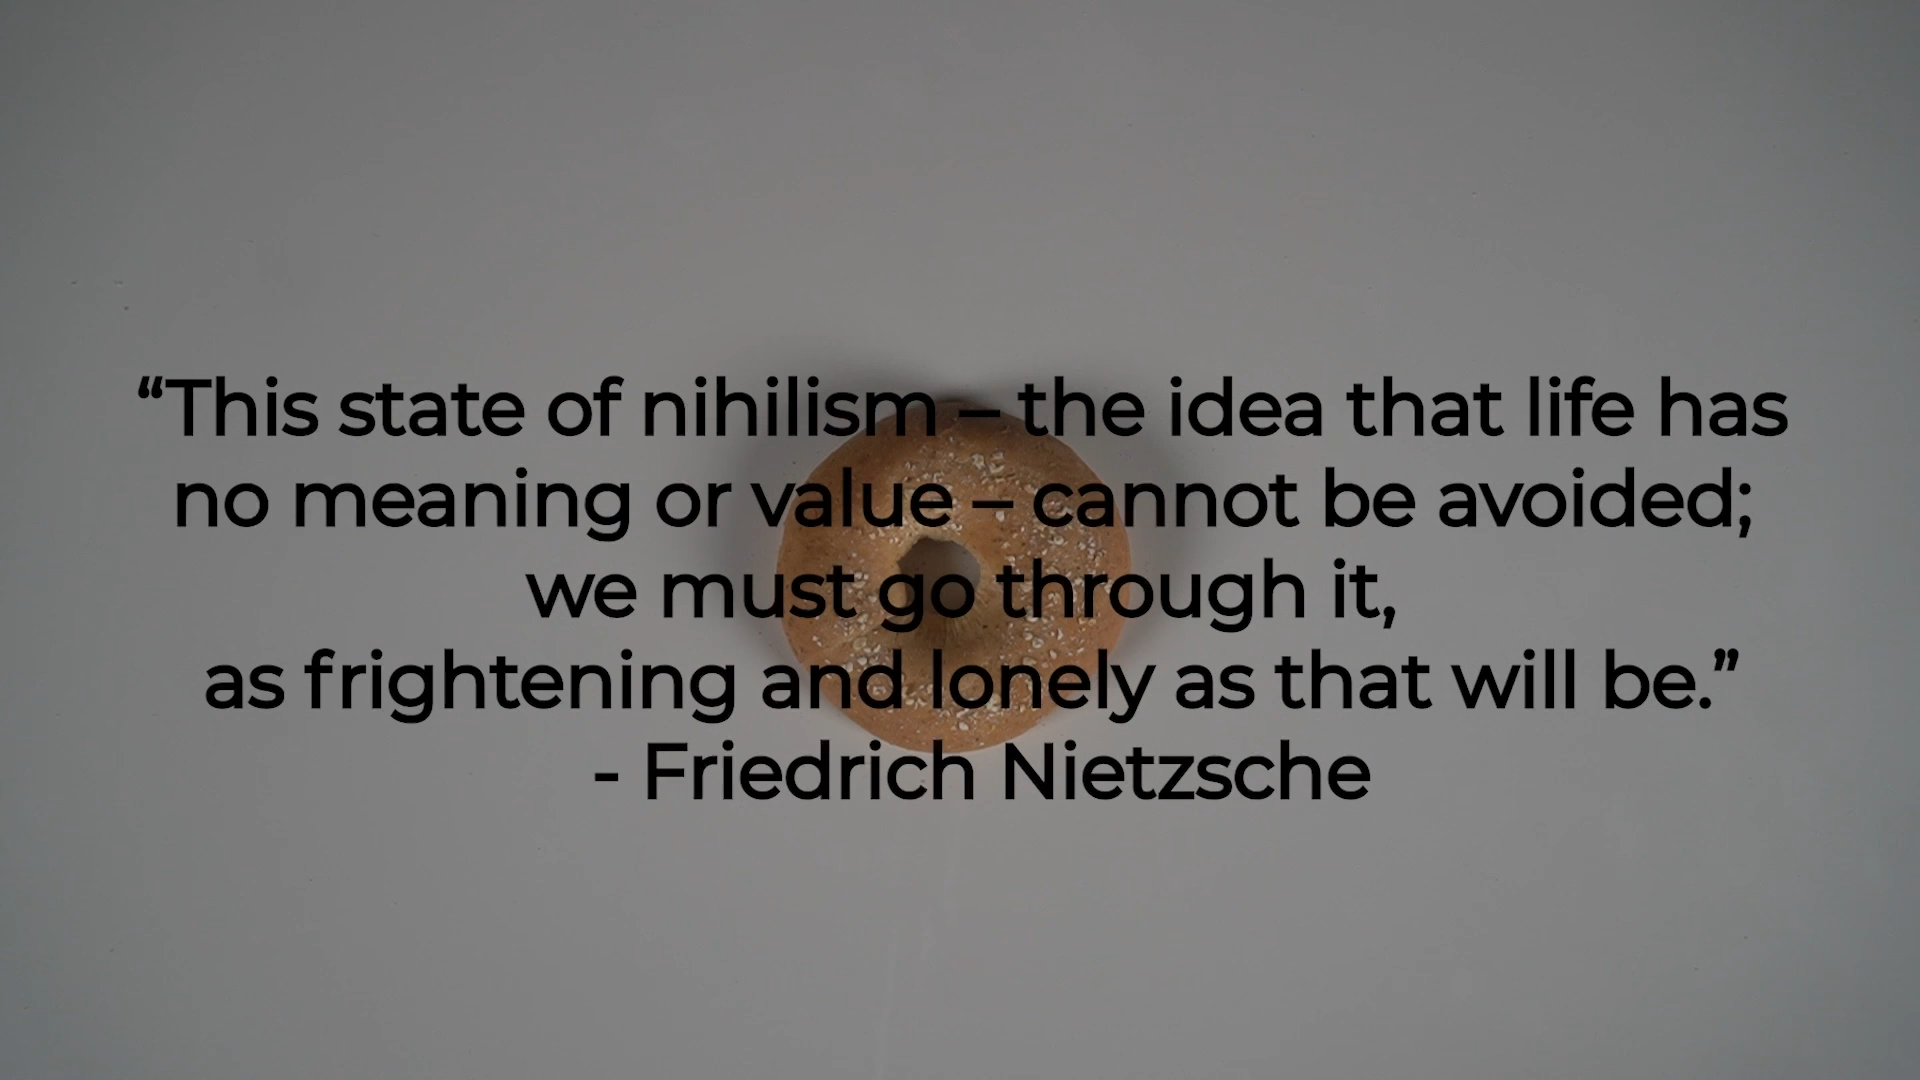 “This state of nihilism – the idea that life has
no meaning or value – cannot be avoided;
we must go through it,
as frightening and lonely as that will be.”
- Friedrich Nietzsche